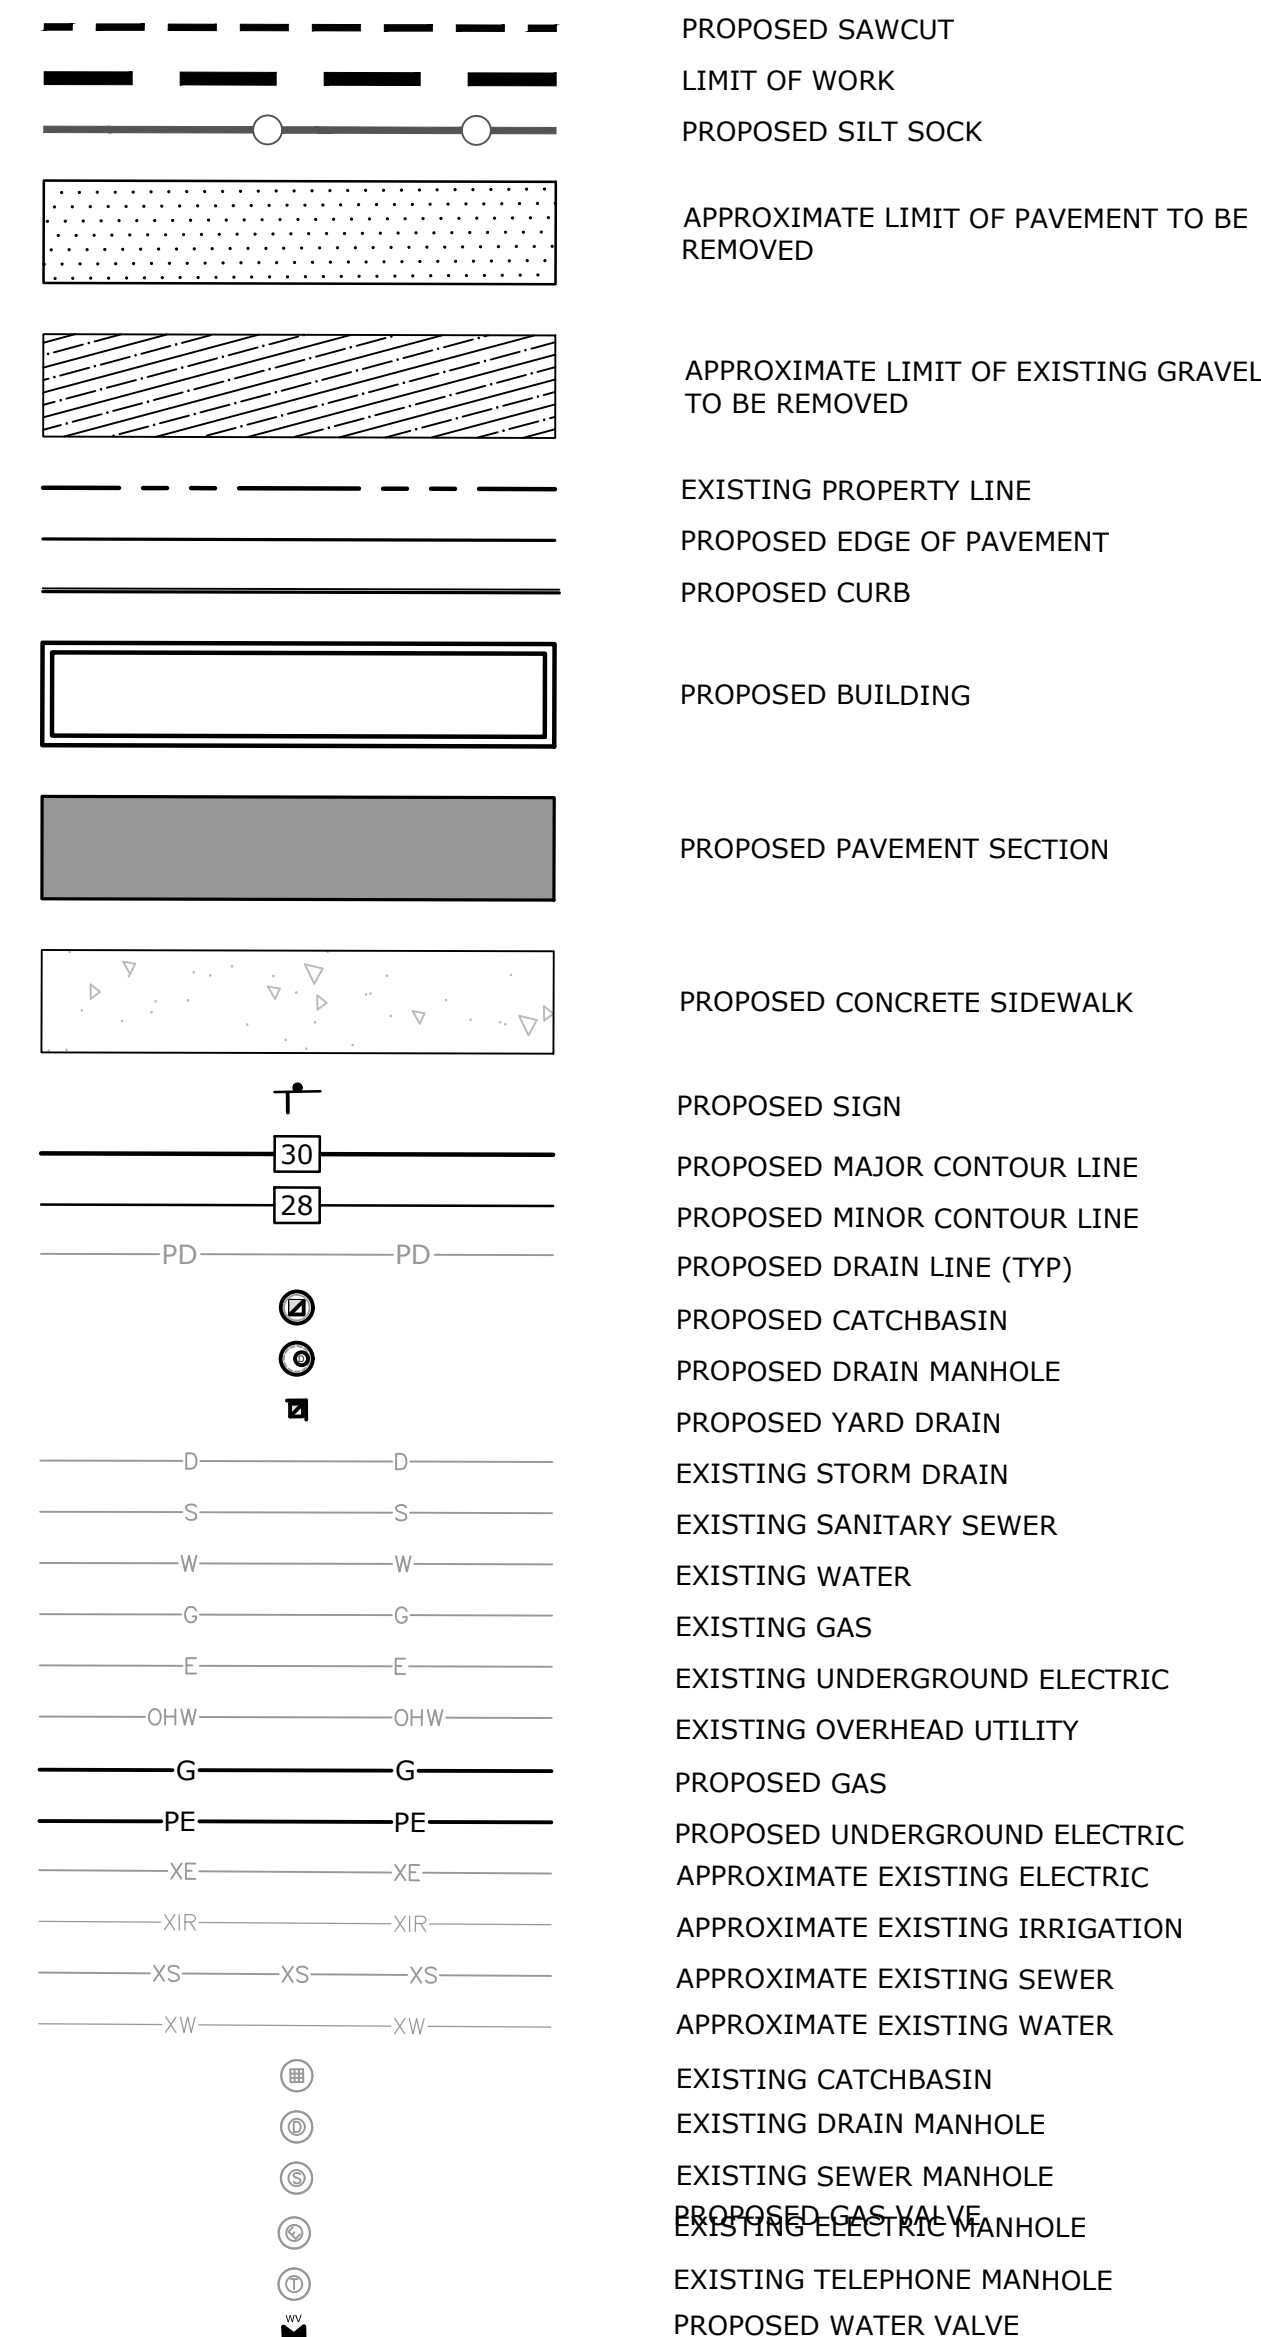 PROPOSED SAWCUT
LIMIT OF WORK
PROPOSED SILT SOCK
APPROXIMATE LIMIT OF PAVEMENT TO BE
REMOVED
APPROXIMATE LIMIT OF EXISTING GRAVEL
TO BE REMOVED
EXISTING PROPERTY LINE
PROPOSED EDGE OF PAVEMENT
PROPOSED CURB
PROPOSED BUILDING
PROPOSED PAVEMENT SECTION
PROPOSED CONCRETE SIDEWALK
PROPOSED SIGN
30 PROPOSED MAJOR CONTOUR LINE
28 PROPOSED MINOR CONTOUR LINE
PD PD PROPOSED DRAIN LINE (TYP)
PROPOSED CATCHBASIN
D PROPOSED DRAIN MANHOLE
PROPOSED YARD DRAIN
D D EXISTING STORM DRAIN
S S EXISTING SANITARY SEWER
W W EXISTING WATER
G G EXISTING GAS
E E EXISTING UNDERGROUND ELECTRIC
OHW OHW EXISTING OVERHEAD UTILITY
G G PROPOSED GAS
PE PE PROPOSED UNDERGROUND ELECTRIC
XE XE APPROXIMATE EXISTING ELECTRIC
XIR XIR APPROXIMATE EXISTING IRRIGATION
XS XS XS APPROXIMATE EXISTING SEWER
XW XW APPROXIMATE EXISTING WATER
EXISTING CATCHBASIN
D EXISTING DRAIN MANHOLE
S EXISTING SEWER MANHOLE
PROPOSED GAS VALVE
E EXISTING ELECTRIC MANHOLE
T EXISTING TELEPHONE MANHOLE
WV PROPOSED WATER VALVE